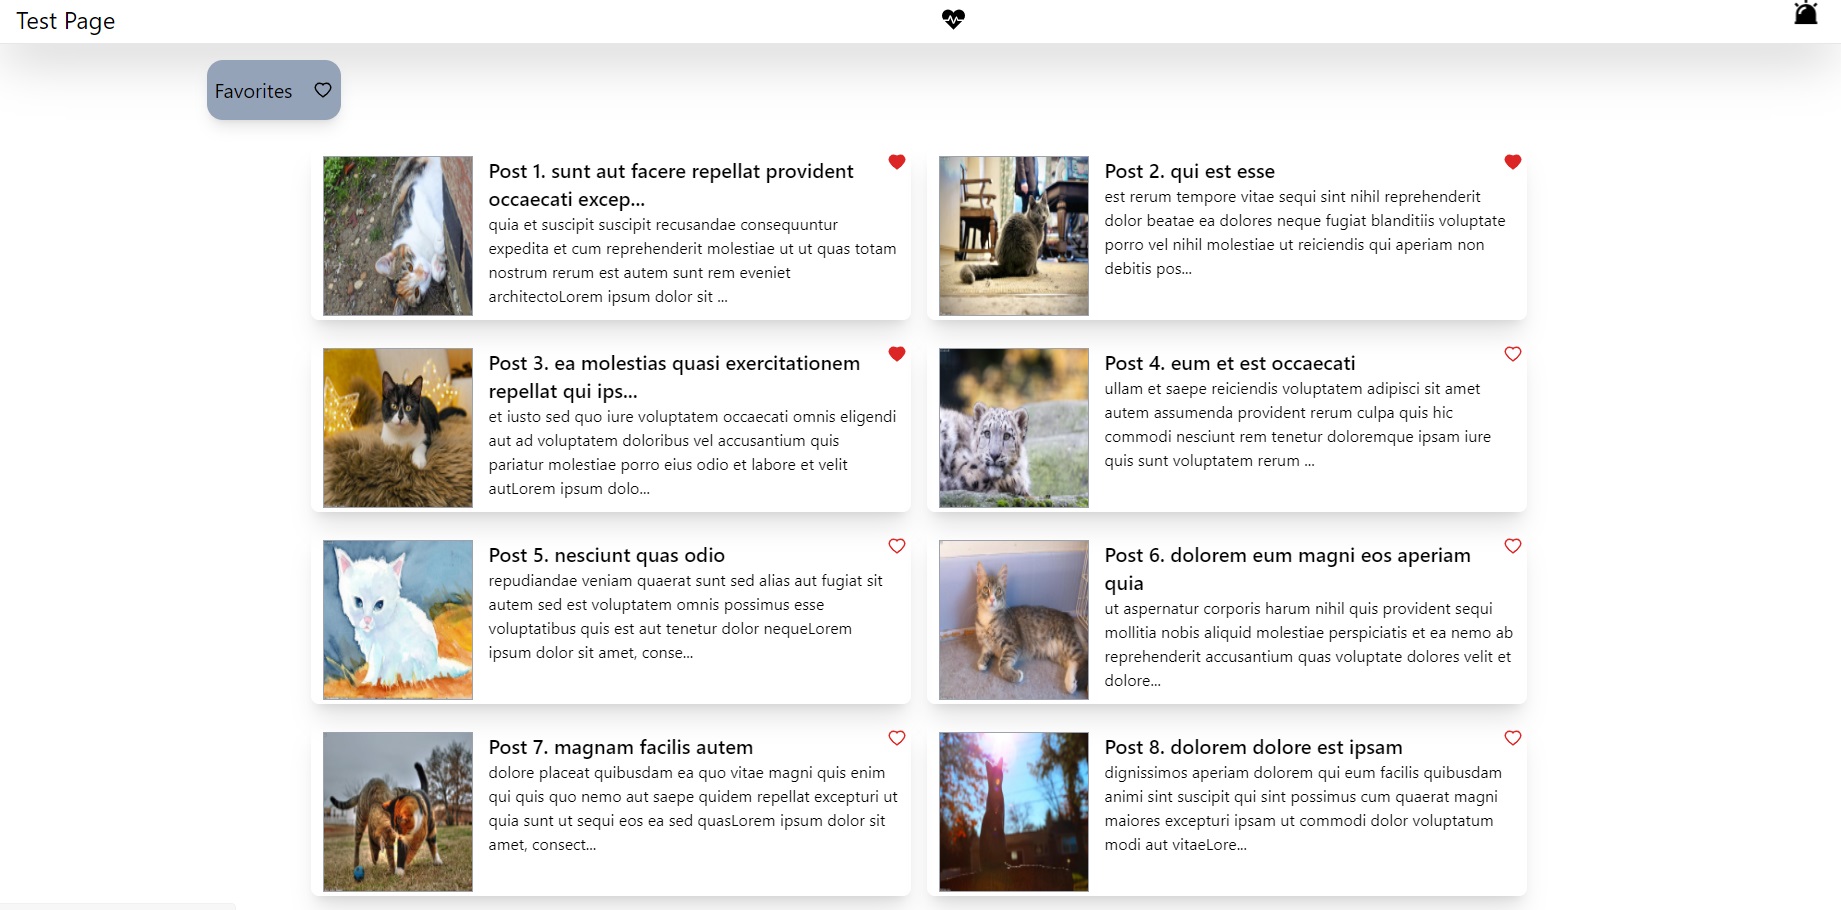 Test Page
Favorites
Post 1. sunt aut facere repellat provident
occaecati excep...
quia et suscipit suscipit recusandae consequuntur
expedita et cum reprehenderit molestiae ut ut quas totam
nostrum rerum est autem sunt rem eveniet
architectoLorem ipsum dolor sit ...
Post 2. qui est esse
est rerum tempore vitae sequi sint nihil reprehenderit
dolor beatae ea dolores neque fugiat blanditiis voluptate
porro vel nihil molestiae ut reiciendis qui aperiam non
debitis pos...
Post 3. ea molestias quasi exercitationem
repellat qui ips...
et iusto sed quo iure voluptatem occaecati omnis eligendi
aut ad voluptatem doloribus vel accusantium quis
pariatur molestiae porro eius odio et labore et velit
autLorem ipsum dolo...
Post 4. eum et est occaecati
ullam et saepe reiciendis voluptatem adipisci sit amet
autem assumenda provident rerum culpa quis hic
commodi nesciunt rem tenetur doloremque ipsam iure
quis sunt voluptatem rerum ...
Post 5. nesciunt quas odio
repudiandae veniam quaerat sunt sed alias aut fugiat sit
autem sed est voluptatem omnis possimus esse
voluptatibus quis est aut tenetur dolor nequeLorem
ipsum dolor sit amet, conse...
Post 6. dolorem eum magni eos aperiam
quia
ut aspernatur corporis harum nihil quis provident sequi
mollitia nobis aliquid molestiae perspiciatis et ea nemo ab
reprehenderit accusantium quas voluptate dolores velit et
dolore...
Post 7. magnam facilis autem
dolore placeat quibusdam ea quo vitae magni quis enim
qui quis quo nemo aut saepe quidem repellat excepturi ut
quia sunt ut sequi eos ea sed quasLorem ipsum dolor sit
amet, consect...
Post 8. dolorem dolore est ipsam
dignissimos aperiam dolorem qui eum facilis quibusdam
animi sint suscipit qui sint possimus cum quaerat magni
maiores excepturi ipsam ut commodi dolor voluptatum
modi aut vitaeLore...